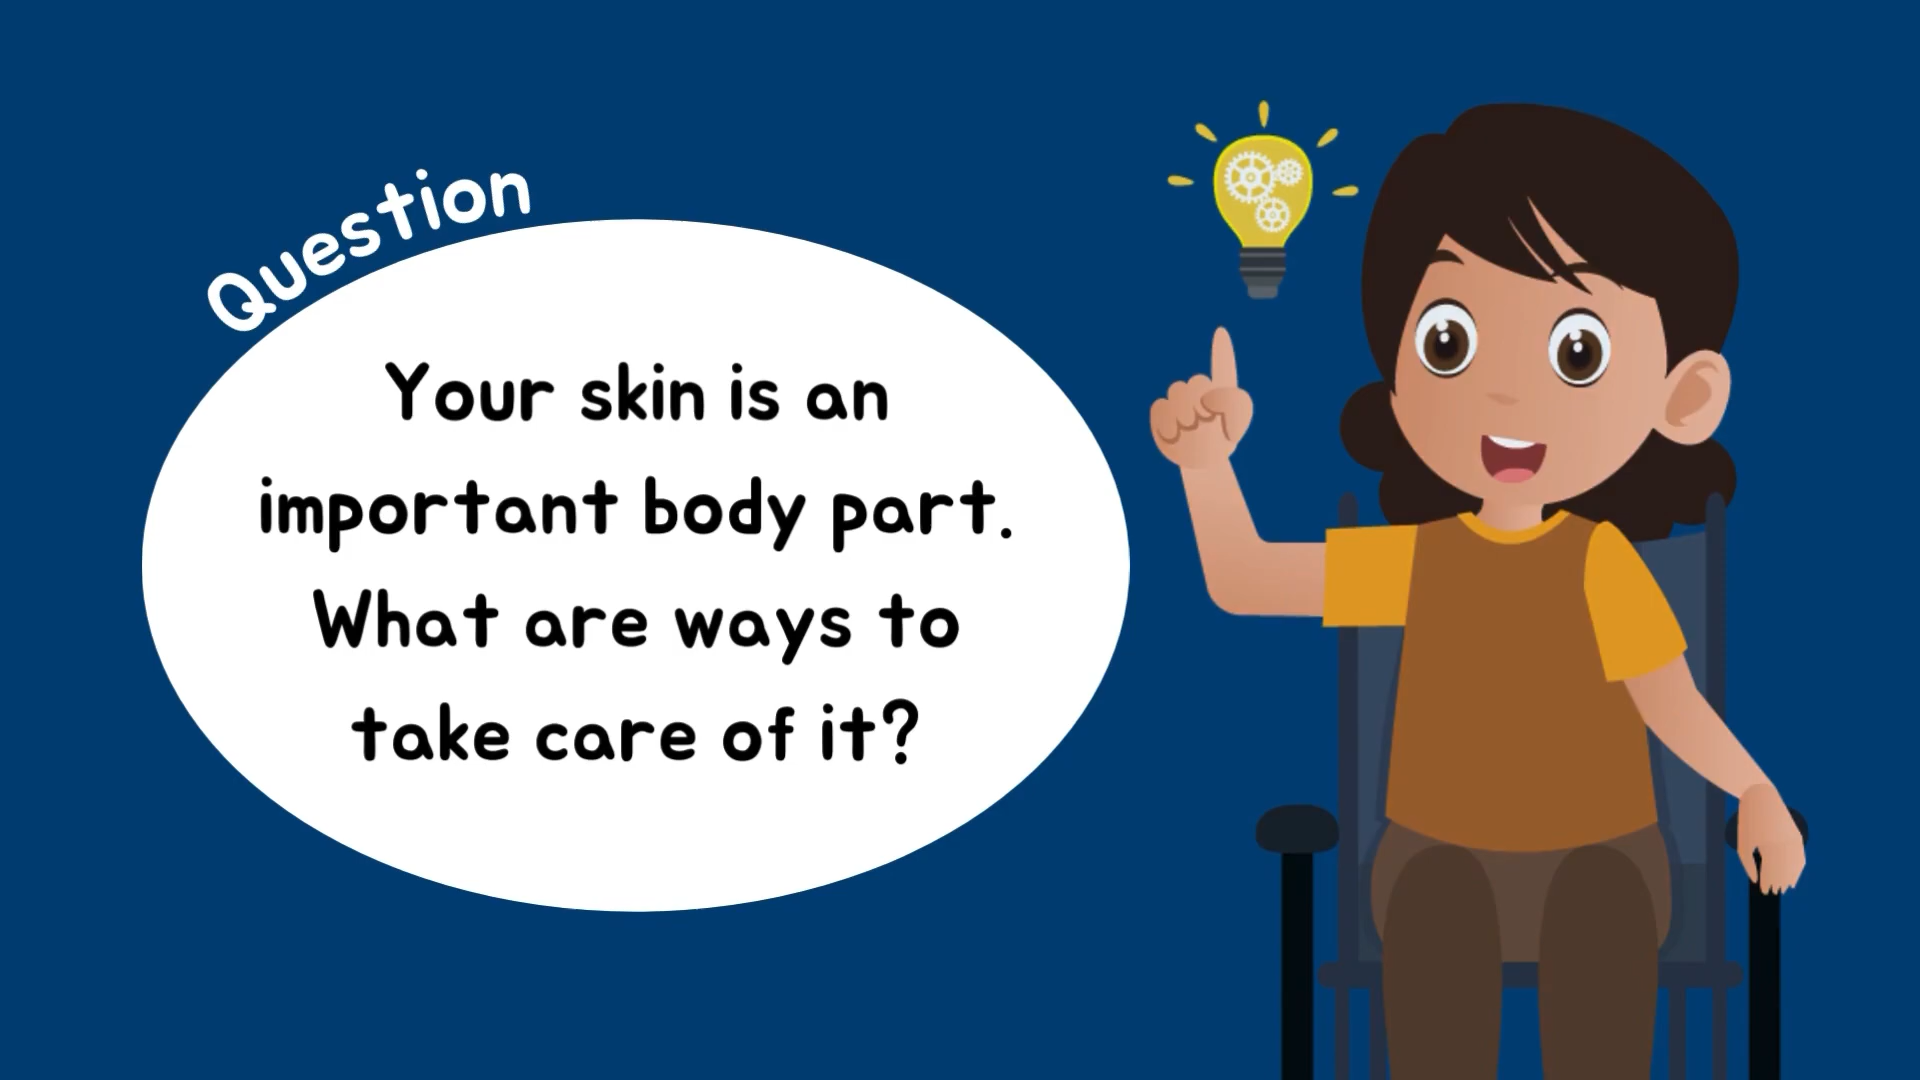 Question
Your skin is an
important body part.
What are ways to
take care of it?